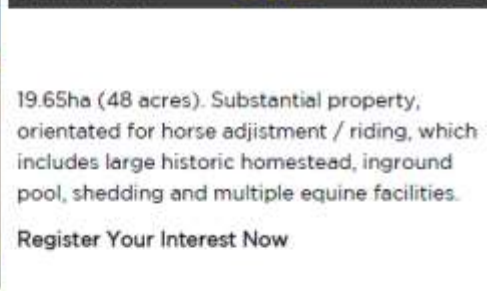 19.65ha (48 acres). Substantial property,
orientated for horse adjistment / riding, which
includes large historic homestead, inground
pool, shedding and multiple equine facilities.
Register Your Interest Now